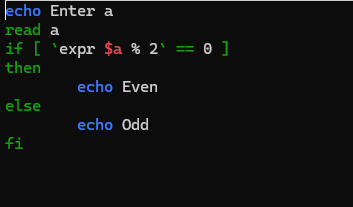 echo Enter a
read a
if [ `expr $a % 2` == 0 ]
then
        echo Even
else
        echo Odd
fi